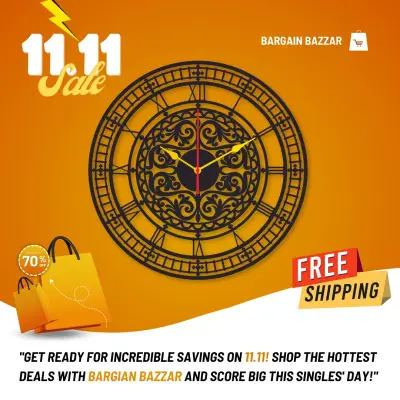 11.11
Sale
BARGAIN BAZZAR
70%
FREE
SHIPPING
"GET READY FOR INCREDIBLE SAVINGS ON 11.11! SHOP THE HOTTEST
DEALS WITH BARGIAN BAZZAR AND SCORE BIG THIS SINGLES' DAY!"